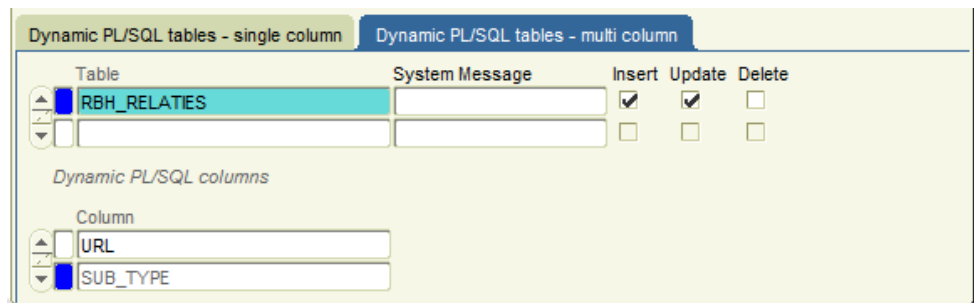 Dynamic PL/SQL tables - single column Dynamic PL/SQL tables - multi column
Table System Message Insert Update Delete
RBH_RELATIES
Dynamic PL/SQL columns
Column
URL
SUB_TYPE